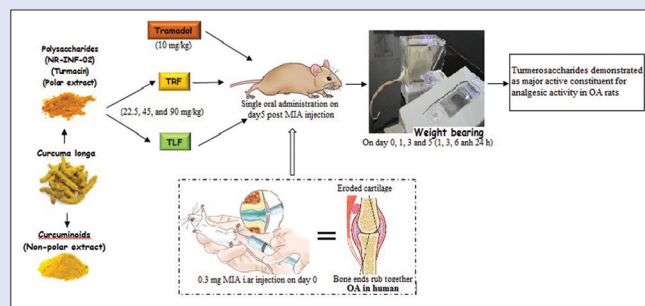 Polysaccharides
(NR-INF-02)
(Turmacin)
(Polar extract)
Curcuma longa
Curcuminoids
(Non-polar extract)
Tramadol
(10 mg/kg)
TRF
(22.5, 45, and 90 mg/kg)
TLF
Single oral administration on
day5 post MIA injection
Weight bearing
On day 0, 1, 3 and 5 (1, 3, 6 anh 24 h)
Turmerosaccharides demonstrated
as major active constituent for
analgesic activity in OA rats
0.3 mg MIA i.ar injection on day 0
=
Eroded cartilage
Bone ends rub together
OA in human